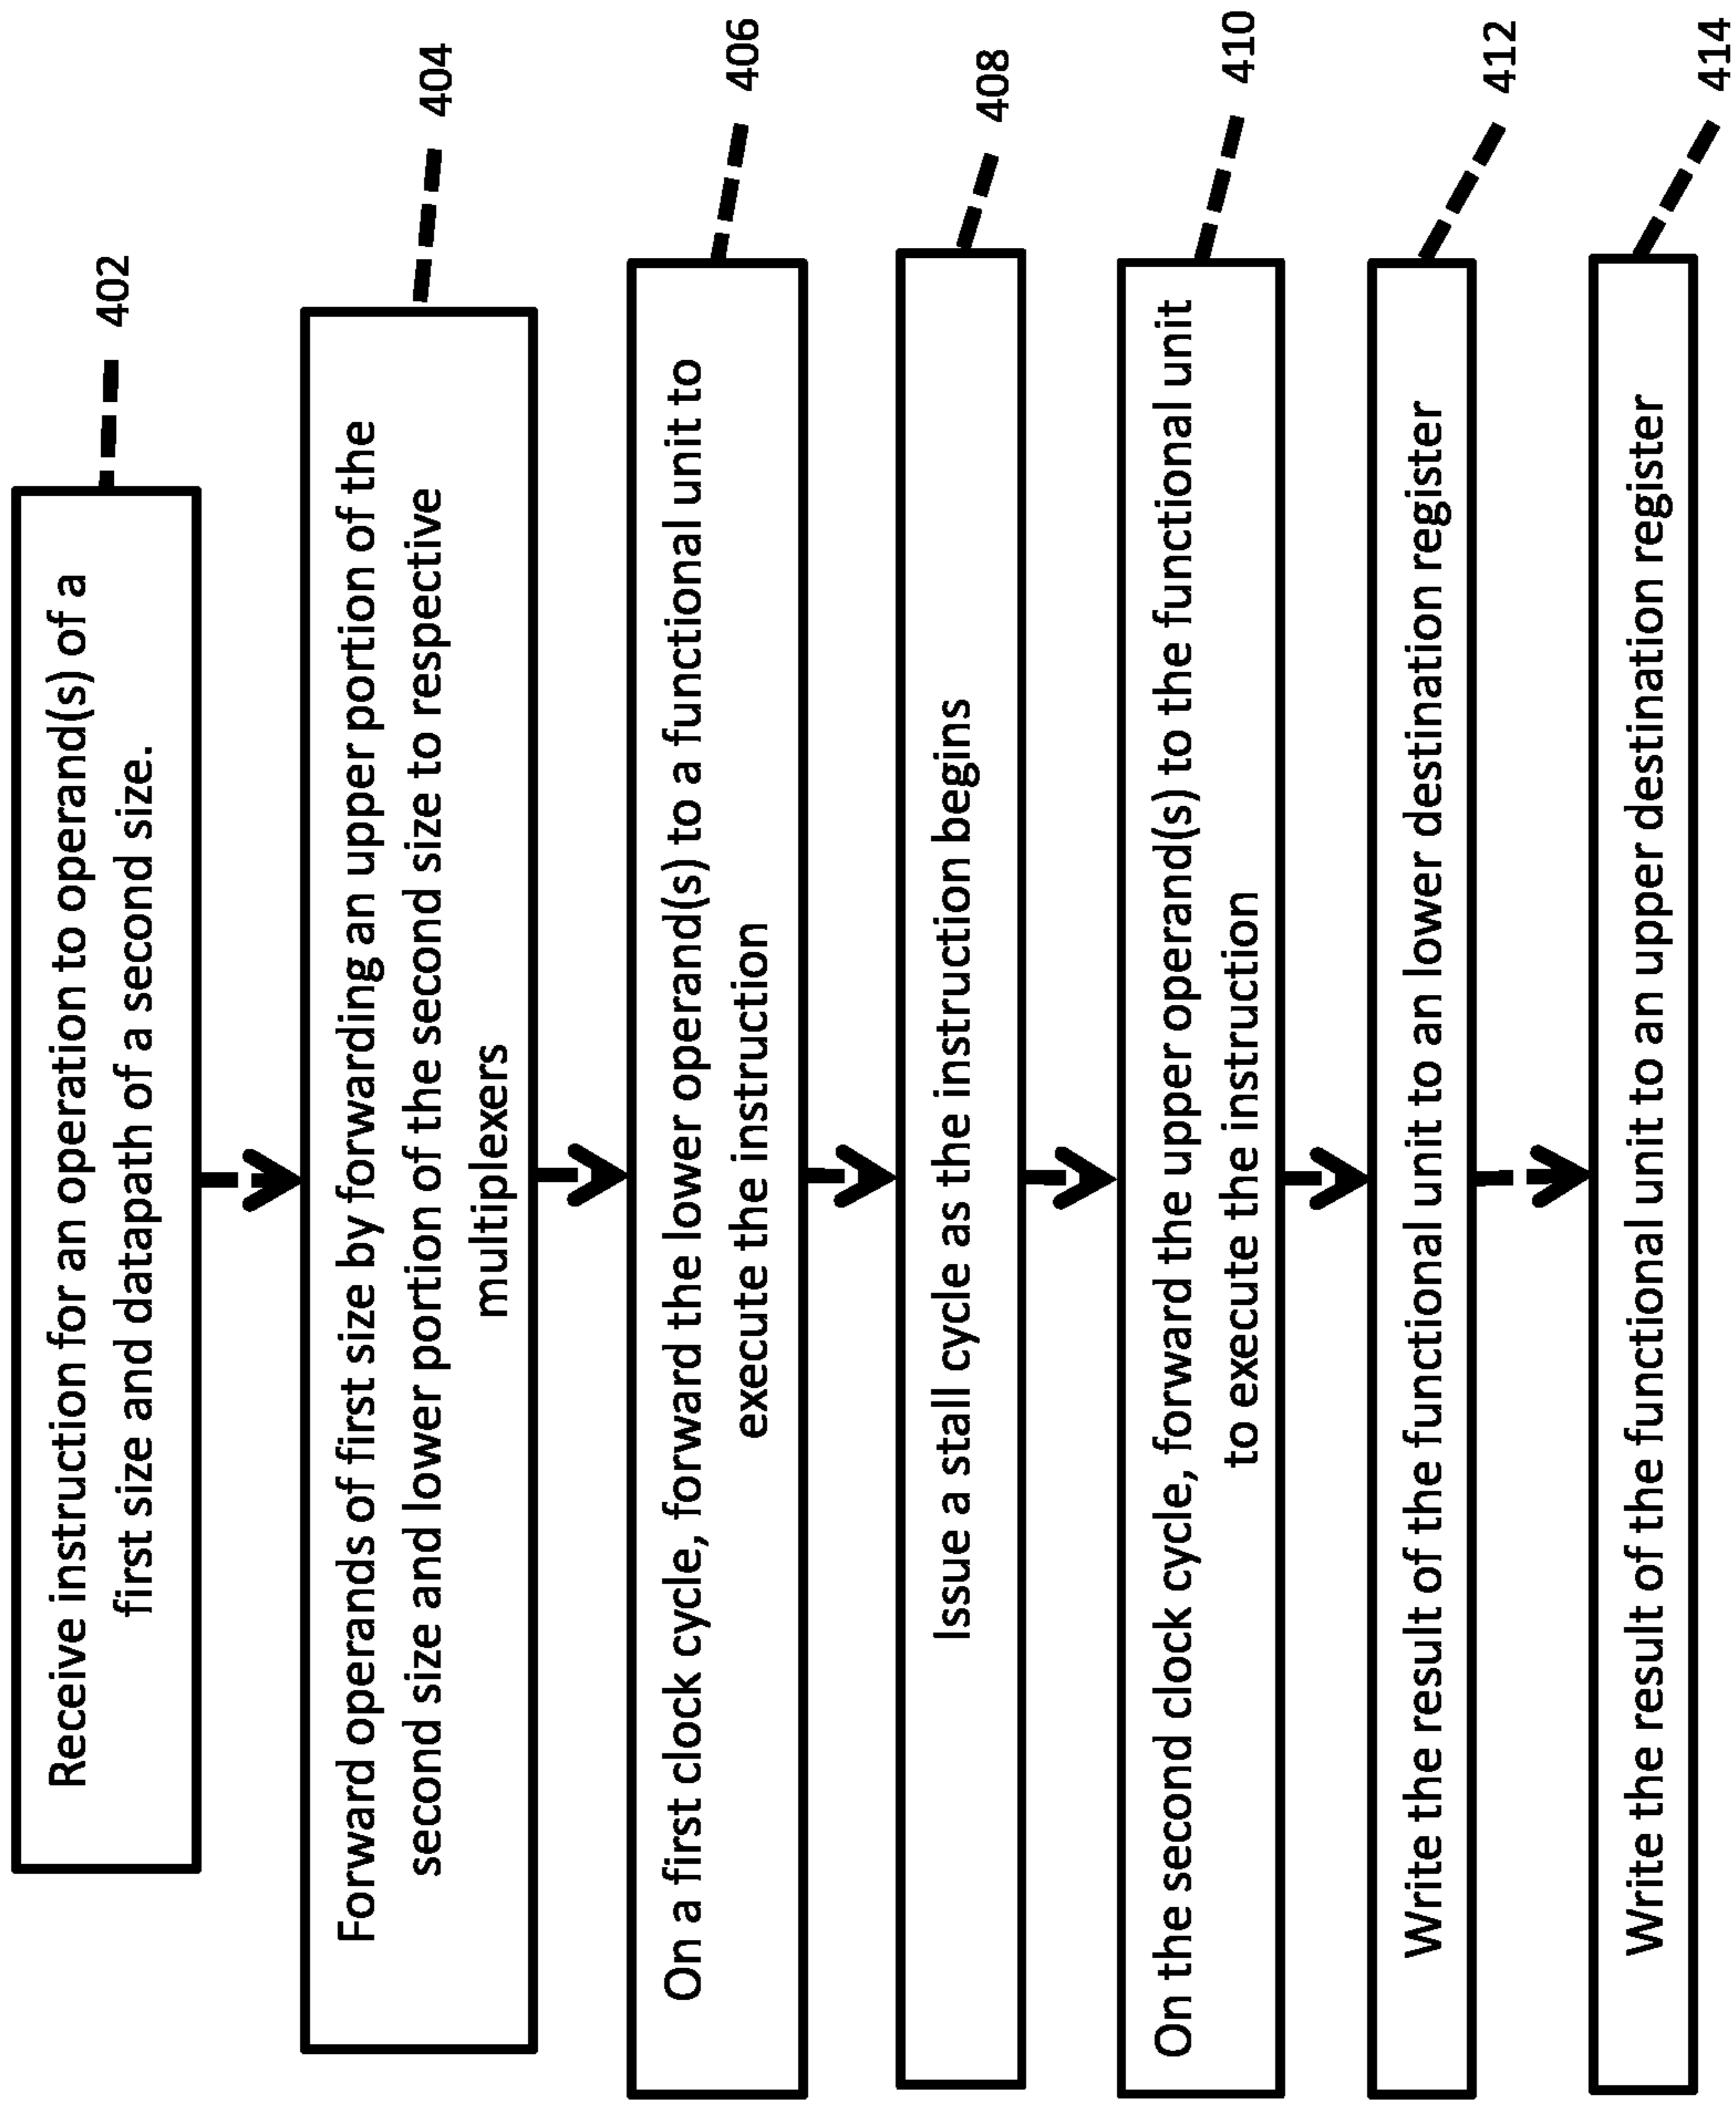 Receive instruction for an operation to operand(s) of a
first size and datapath of a second size.
402
Forward operands of first size by forwarding an upper portion of the
second size and lower portion of the second size to respective
multiplexers
404
On a first clock cycle, forward the lower operand(s) to a functional unit to
execute the instruction
406
Issue a stall cycle as the instruction begins
408
On the second clock cycle, forward the upper operand(s) to the functional unit
to execute the instruction
410
Write the result of the functional unit to an lower destination register
412
Write the result of the functional unit to an upper destination register
414